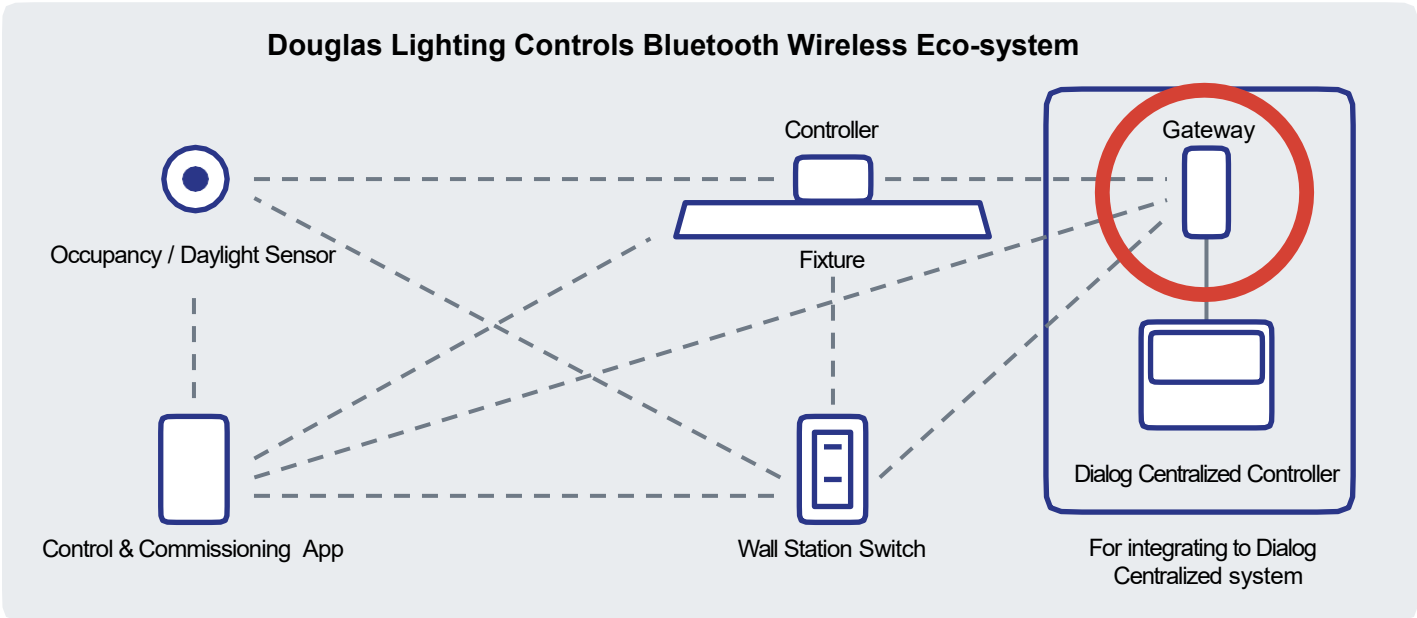 Douglas Lighting Controls Bluetooth Wireless Eco-system
Controller
Gateway
Occupancy / Daylight Sensor
Fixture
Dialog Centralized Controller
Control & Commissioning App
Wall Station Switch
For integrating to Dialog
Centralized system